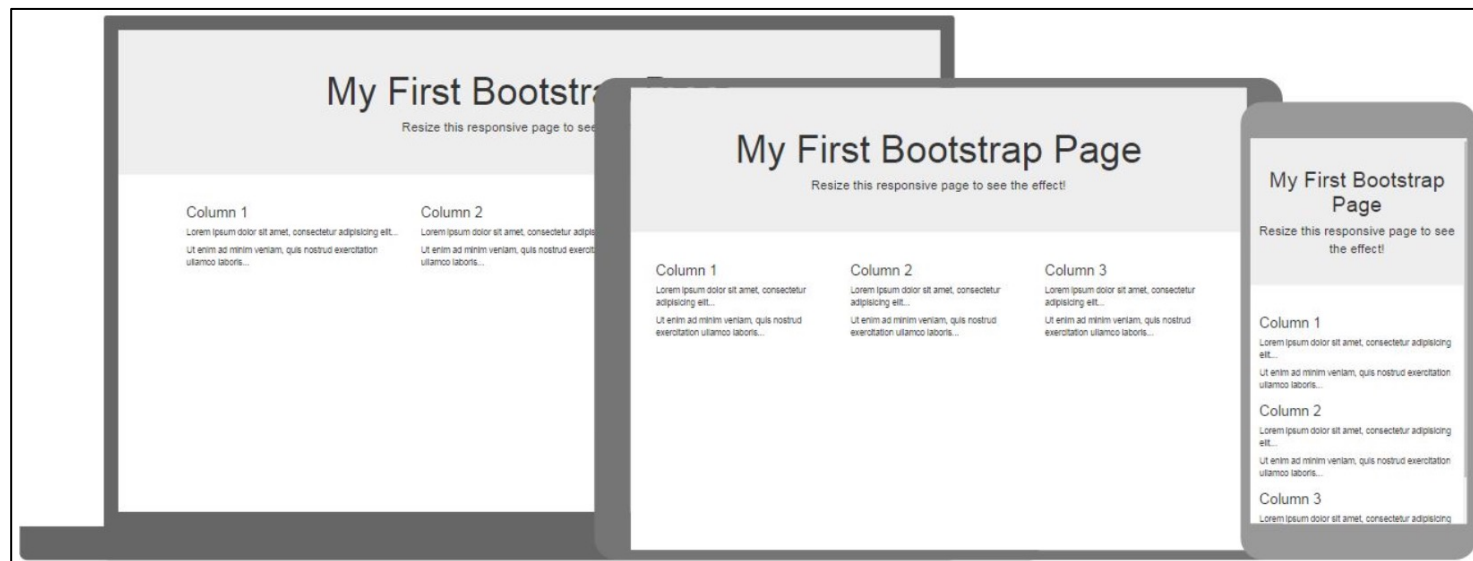 My First Bootstra
Resize this responsive page to see
Column 1
Lorem ipsum dolor sit amet, consectetur adipisicing elit...
Ut enim ad minim veniam, quis nostrud exercitation
ullamco laboris...
Column 2
Lorem ipsum dolor sit amet, consectetur adipis
Ut enim ad minim veniam, quis nostrud exercit
ullamco laboris...
My First Bootstrap Page
Resize this responsive page to see the effect!
Column 1
Lorem ipsum dolor sit amet, consectetur
adipisicing elit...
Ut enim ad minim veniam, quis nostrud
exercitation ullamco laboris...
Column 2
Lorem ipsum dolor sit amet, consectetur
adipisicing elit...
Ut enim ad minim veniam, quis nostrud
exercitation ullamco laboris...
Column 3
Lorem ipsum dolor sit amet, consectetur
adipisicing elit...
Ut enim ad minim veniam, quis nostrud
exercitation ullamco laboris...
My First Bootstrap
Page
Resize this responsive page to see
the effect!
Column 1
Lorem ipsum dolor sit amet, consectetur adipisicing
elit...
Ut enim ad minim veniam, quis nostrud exercitation
ullamco laboris...
Column 2
Lorem ipsum dolor sit amet, consectetur adipisicing
elit...
Ut enim ad minim veniam, quis nostrud exercitation
ullamco laboris...
Column 3
Lorem ipsum dolor sit amet, consectetur adipisicing